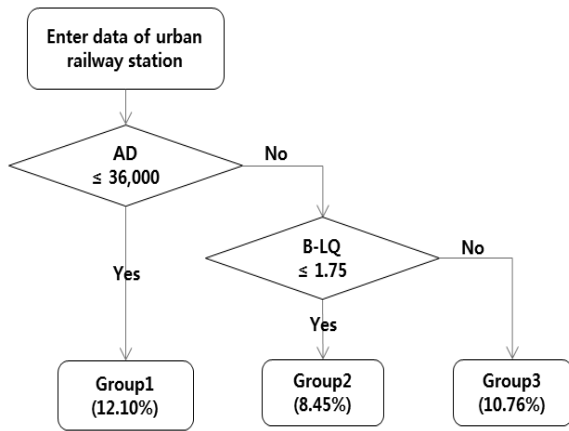 Enter data of urban
railway station
AD
≤ 36,000
No
B-LQ
≤ 1.75
No
Yes
Yes
Group1
(12.10%)
Group2
(8.45%)
Group3
(10.76%)